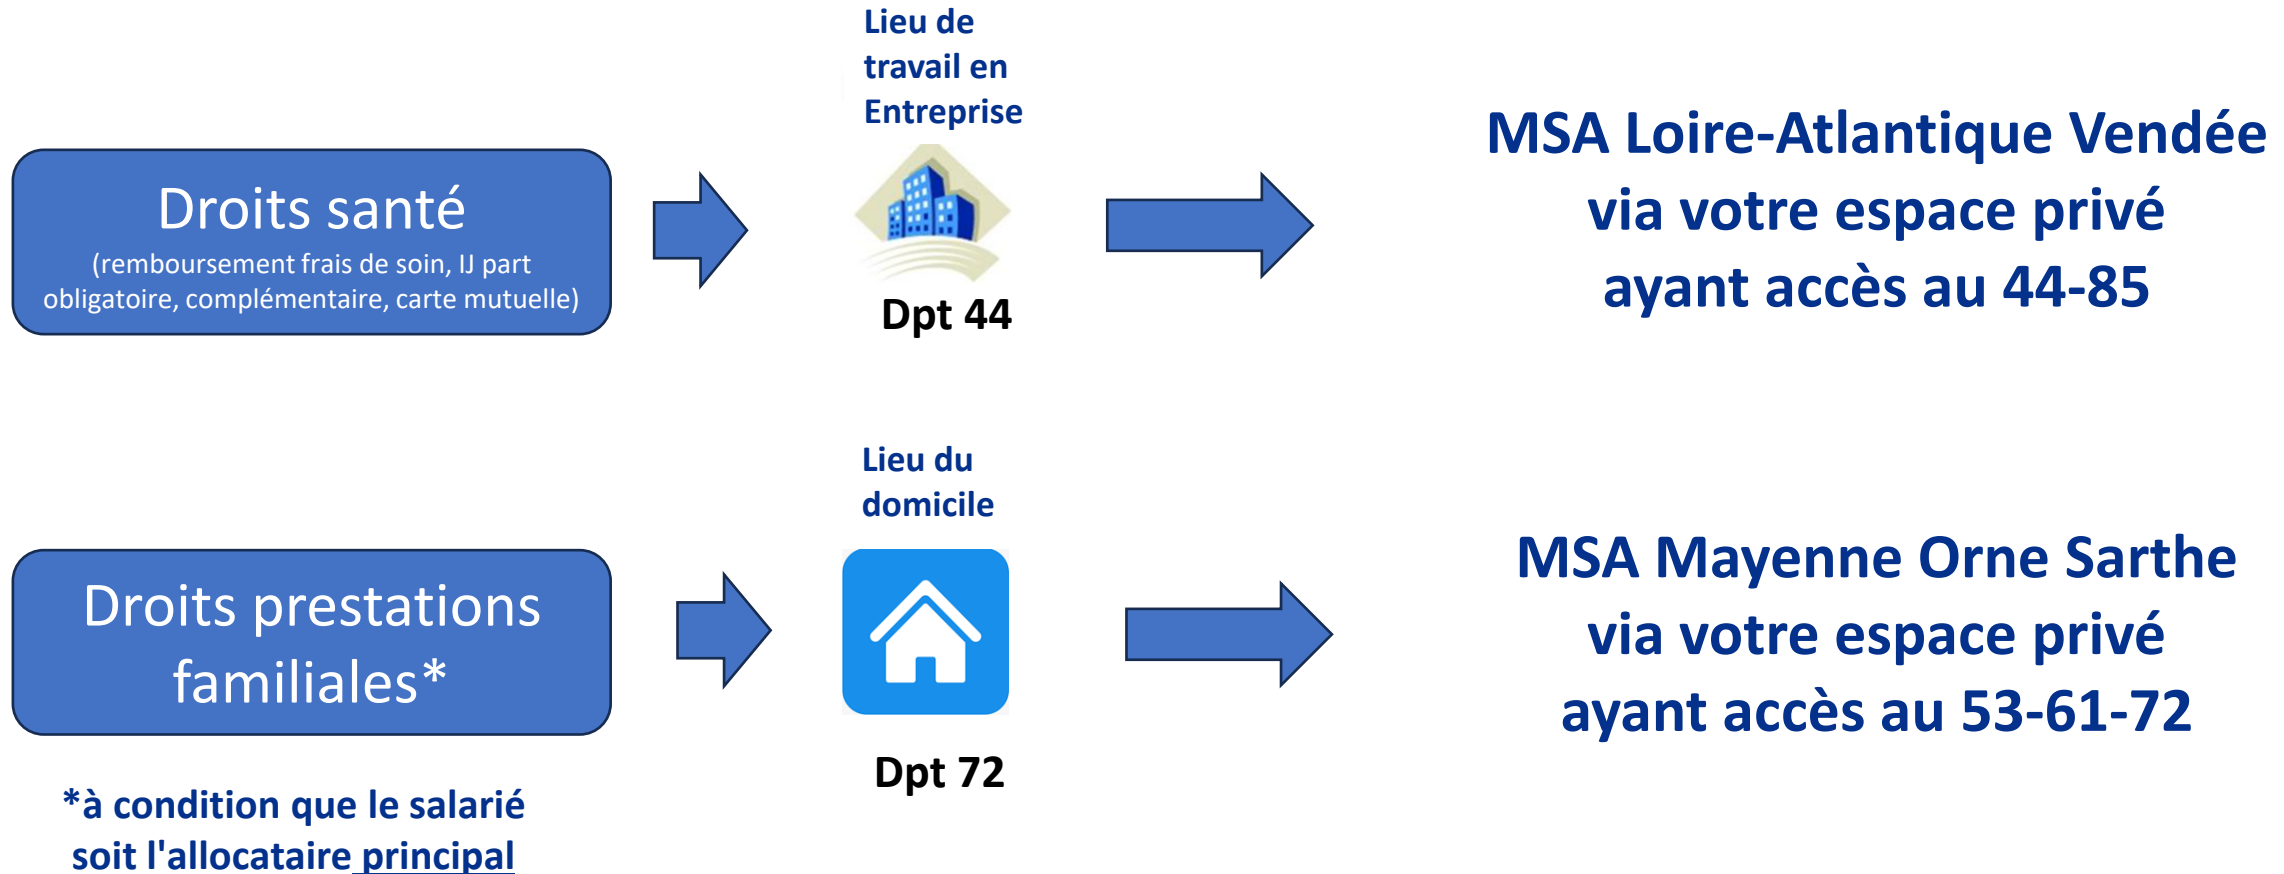 Lieu de
travail en
Entreprise
Droits santé
(remboursement frais de soin, IJ part
obligatoire, complémentaire, carte mutuelle)
Dpt 44
MSA Loire-Atlantique Vendée
via votre espace privé
ayant accès au 44-85
Lieu du
domicile
Droits prestations
familiales*
Dpt 72
MSA Mayenne Orne Sarthe
via votre espace privé
ayant accès au 53-61-72
*à condition que le salarié
soit l'allocataire principal